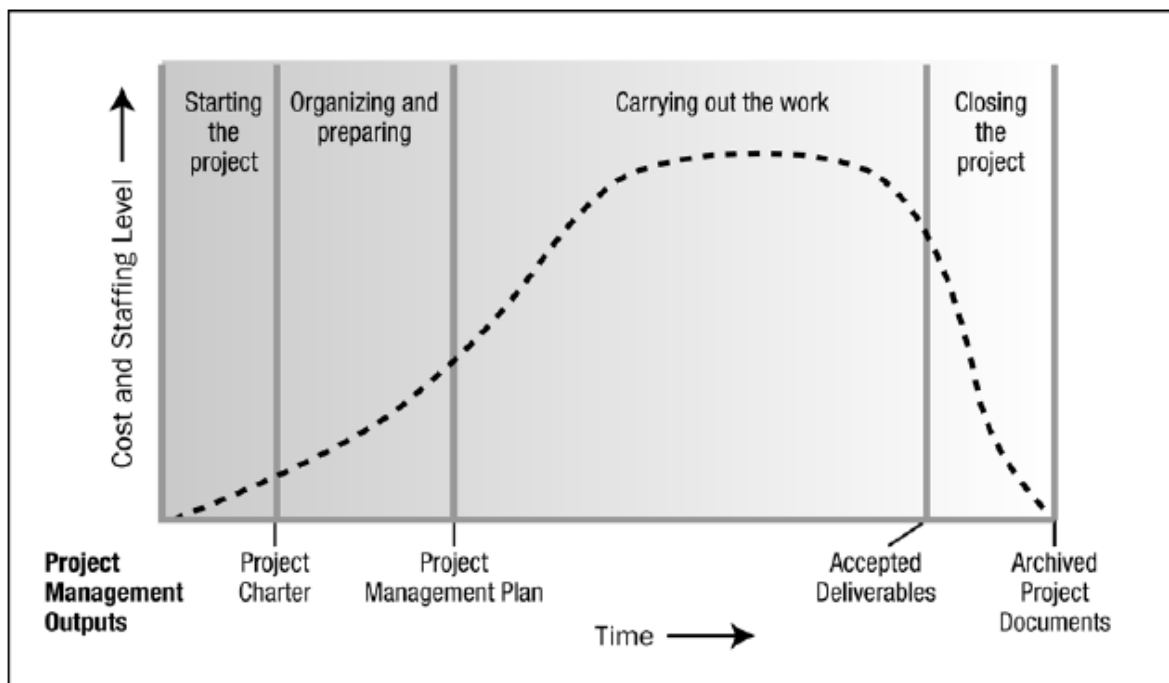 Starting
the
project
Organizing and
preparing
Carrying out the work
Closing
the
project
Cost and Staffing Level
Project
Management
Outputs
Project
Charter
Project
Management Plan
Accepted
Deliverables
Archived
Project
Documents
Time